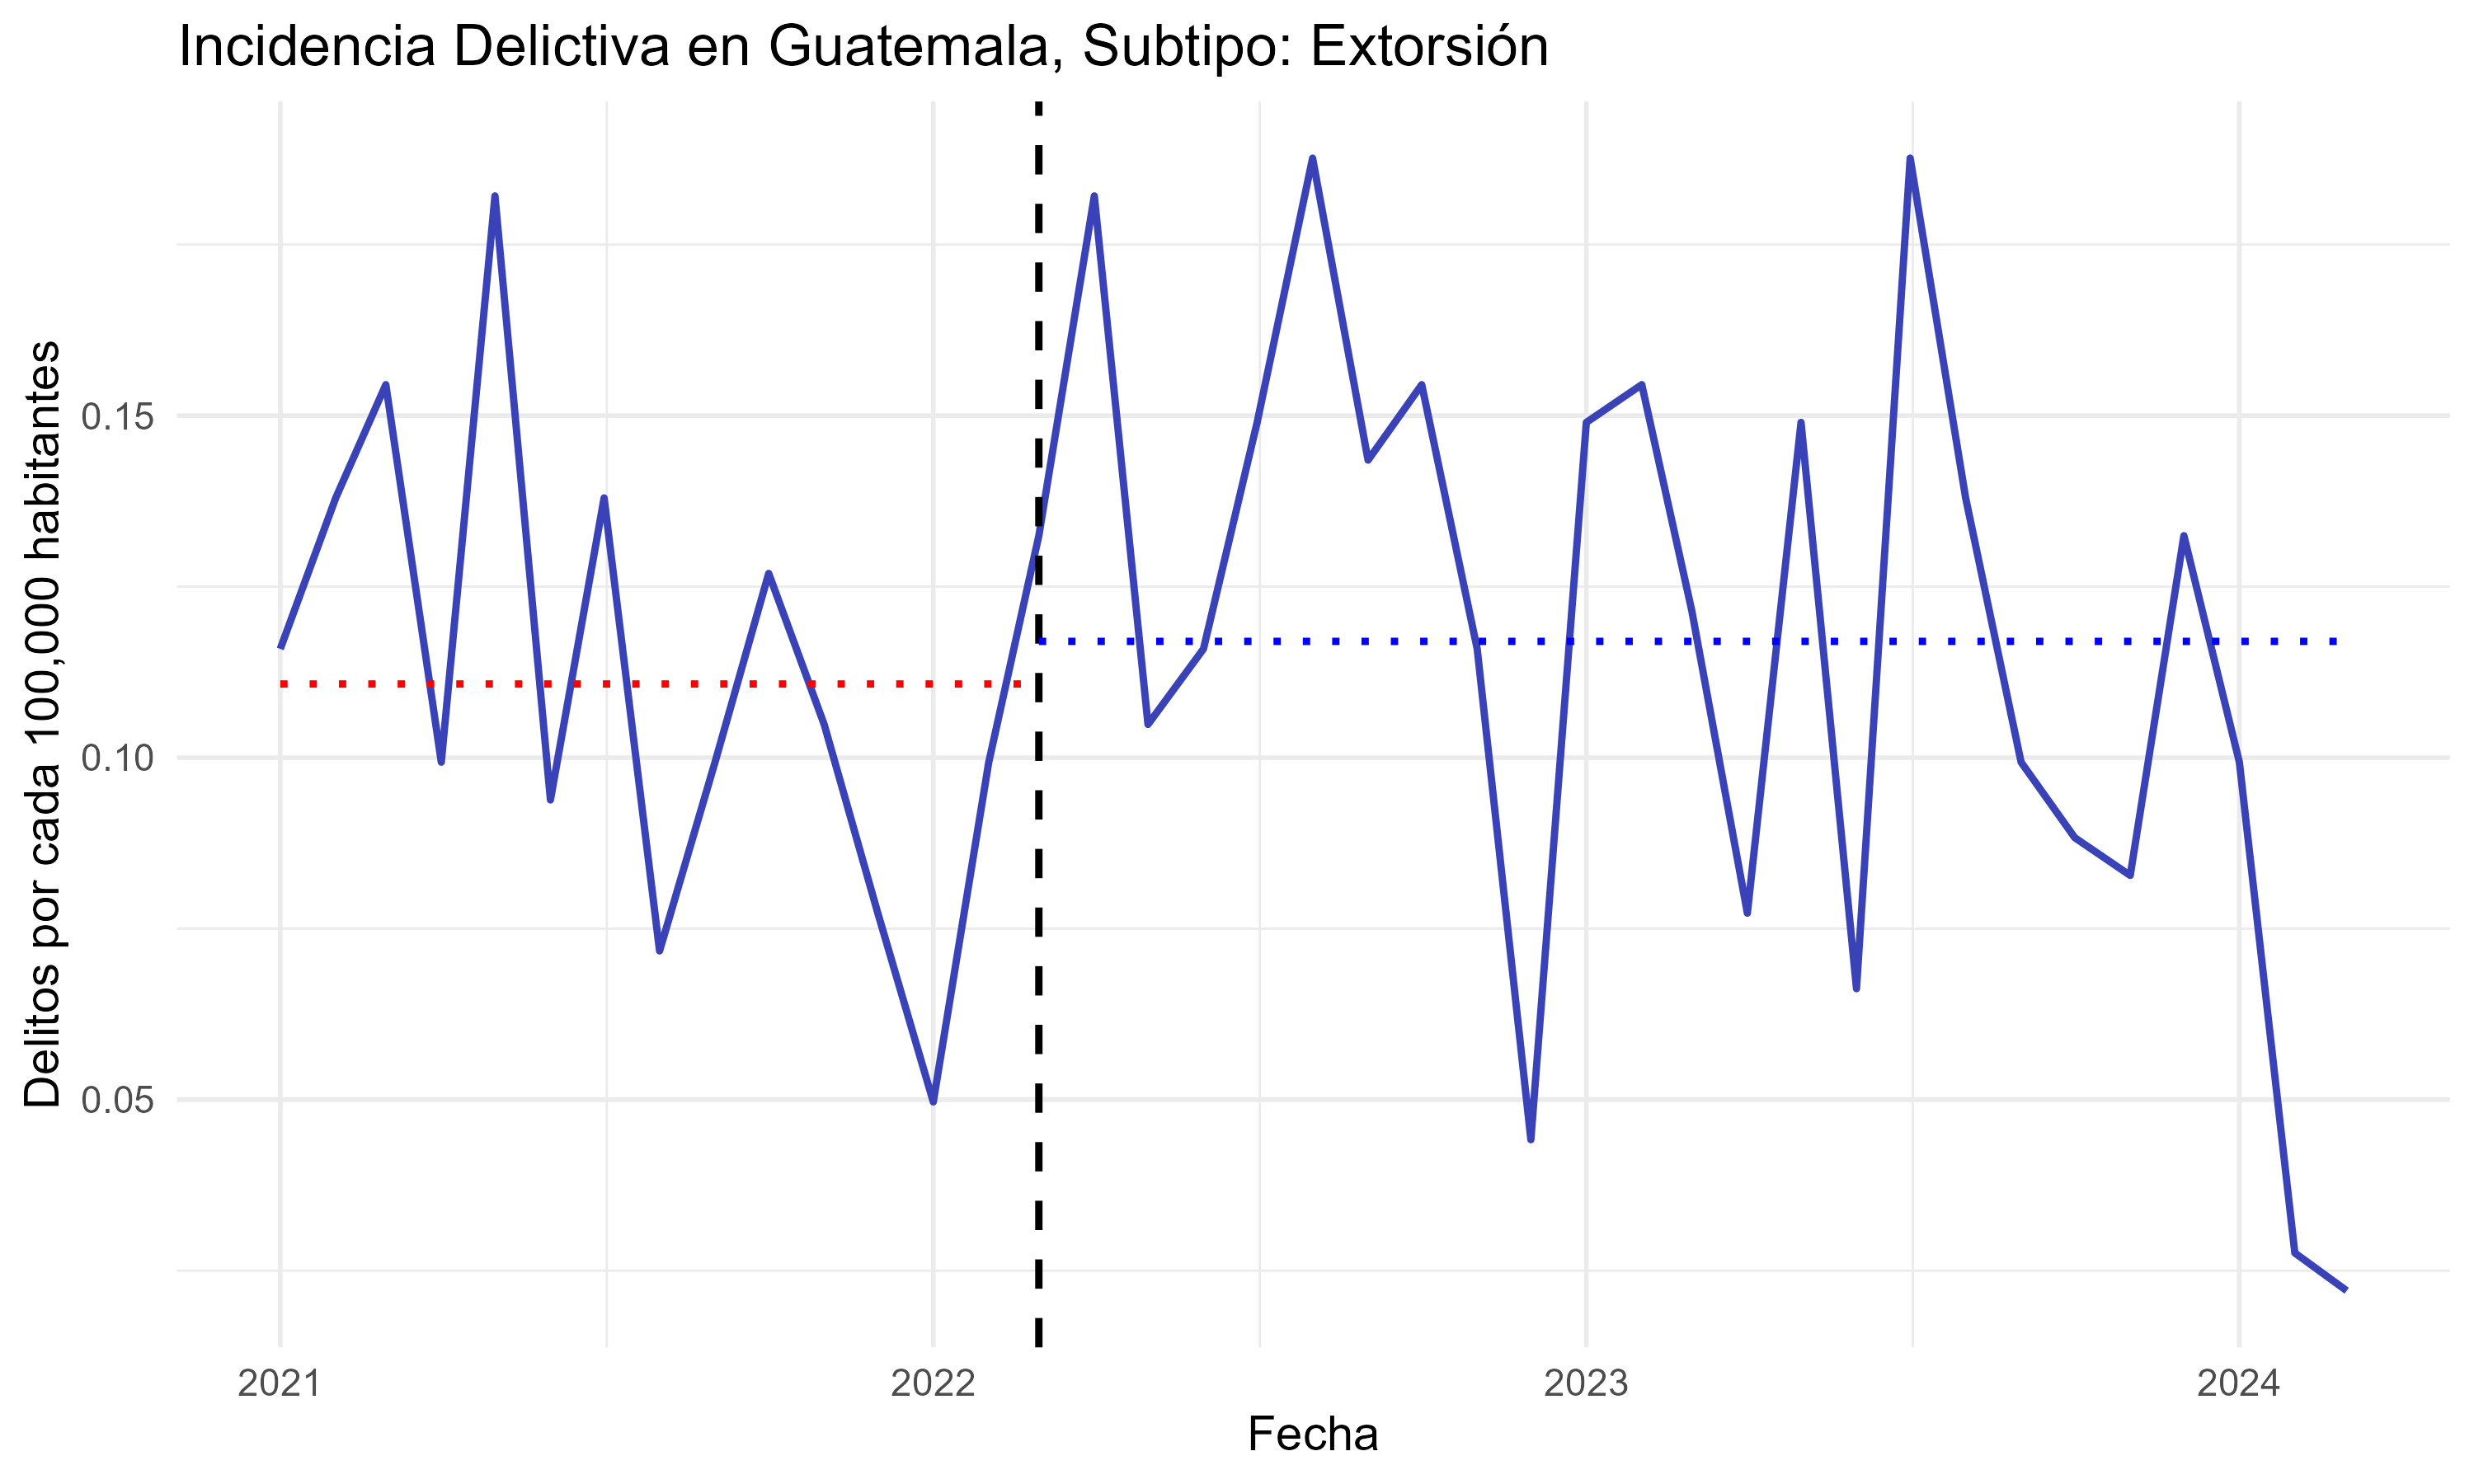 Incidencia Delictiva en Guatemala, Subtipo: Extorsión
Delitos por cada 100,000 habitantes
0.15
0.10
0.05
2021
2022
2023
2024
Fecha